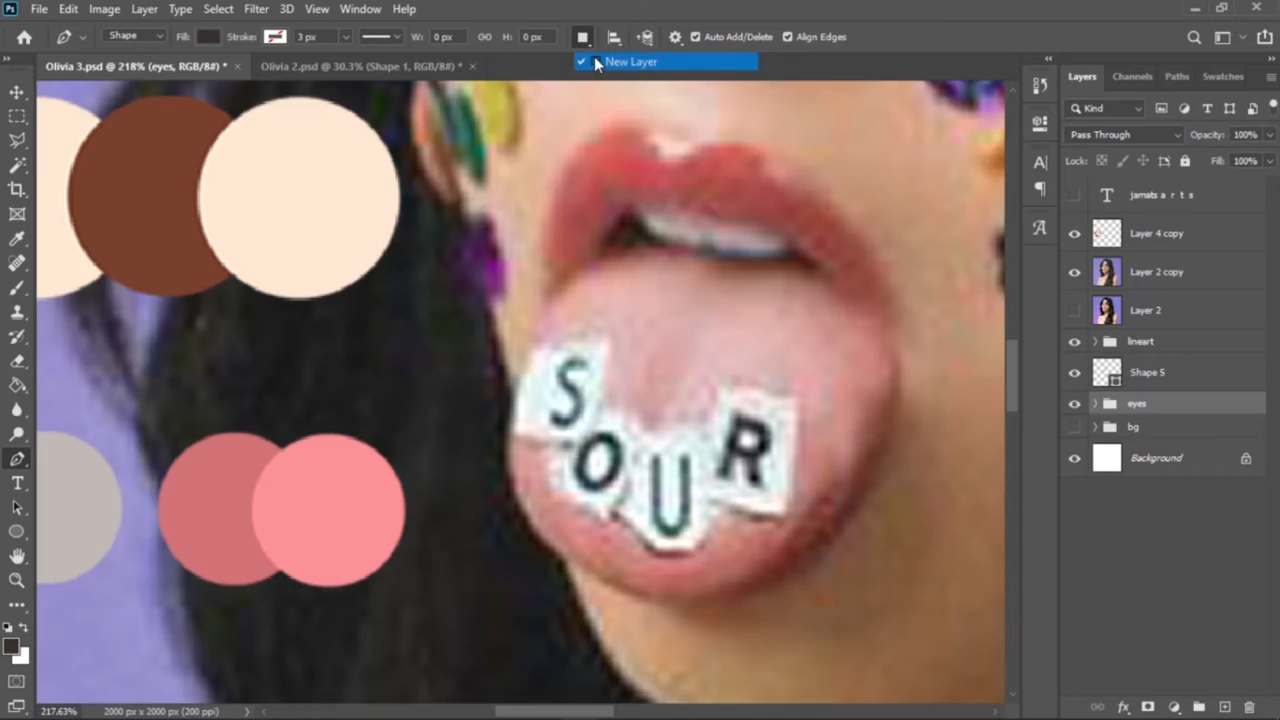 Ps File Edit Image Layer Type Select Filter 3D View Window Help
Shape Fill: Stroke: 3 px W: 0 px H: 0 px Auto Add/Delete Align Edges
New Layer
Olivia 3.psd @ 218% (eyes, RGB/8#) * × Olivia 2.psd @ 30.3% (Shape 1, RGB/8#) * ×
Layers Channels Paths Swatches
Kind
Pass Through Opacity: 100%
Lock: Fill: 100%
jamats a r t s
Layer 4 copy
Layer 2 copy
Layer 2
lineart
Shape 5
eyes
bg
Background
SOUR
217.63% 2000 px x 2000 px (200 ppi)